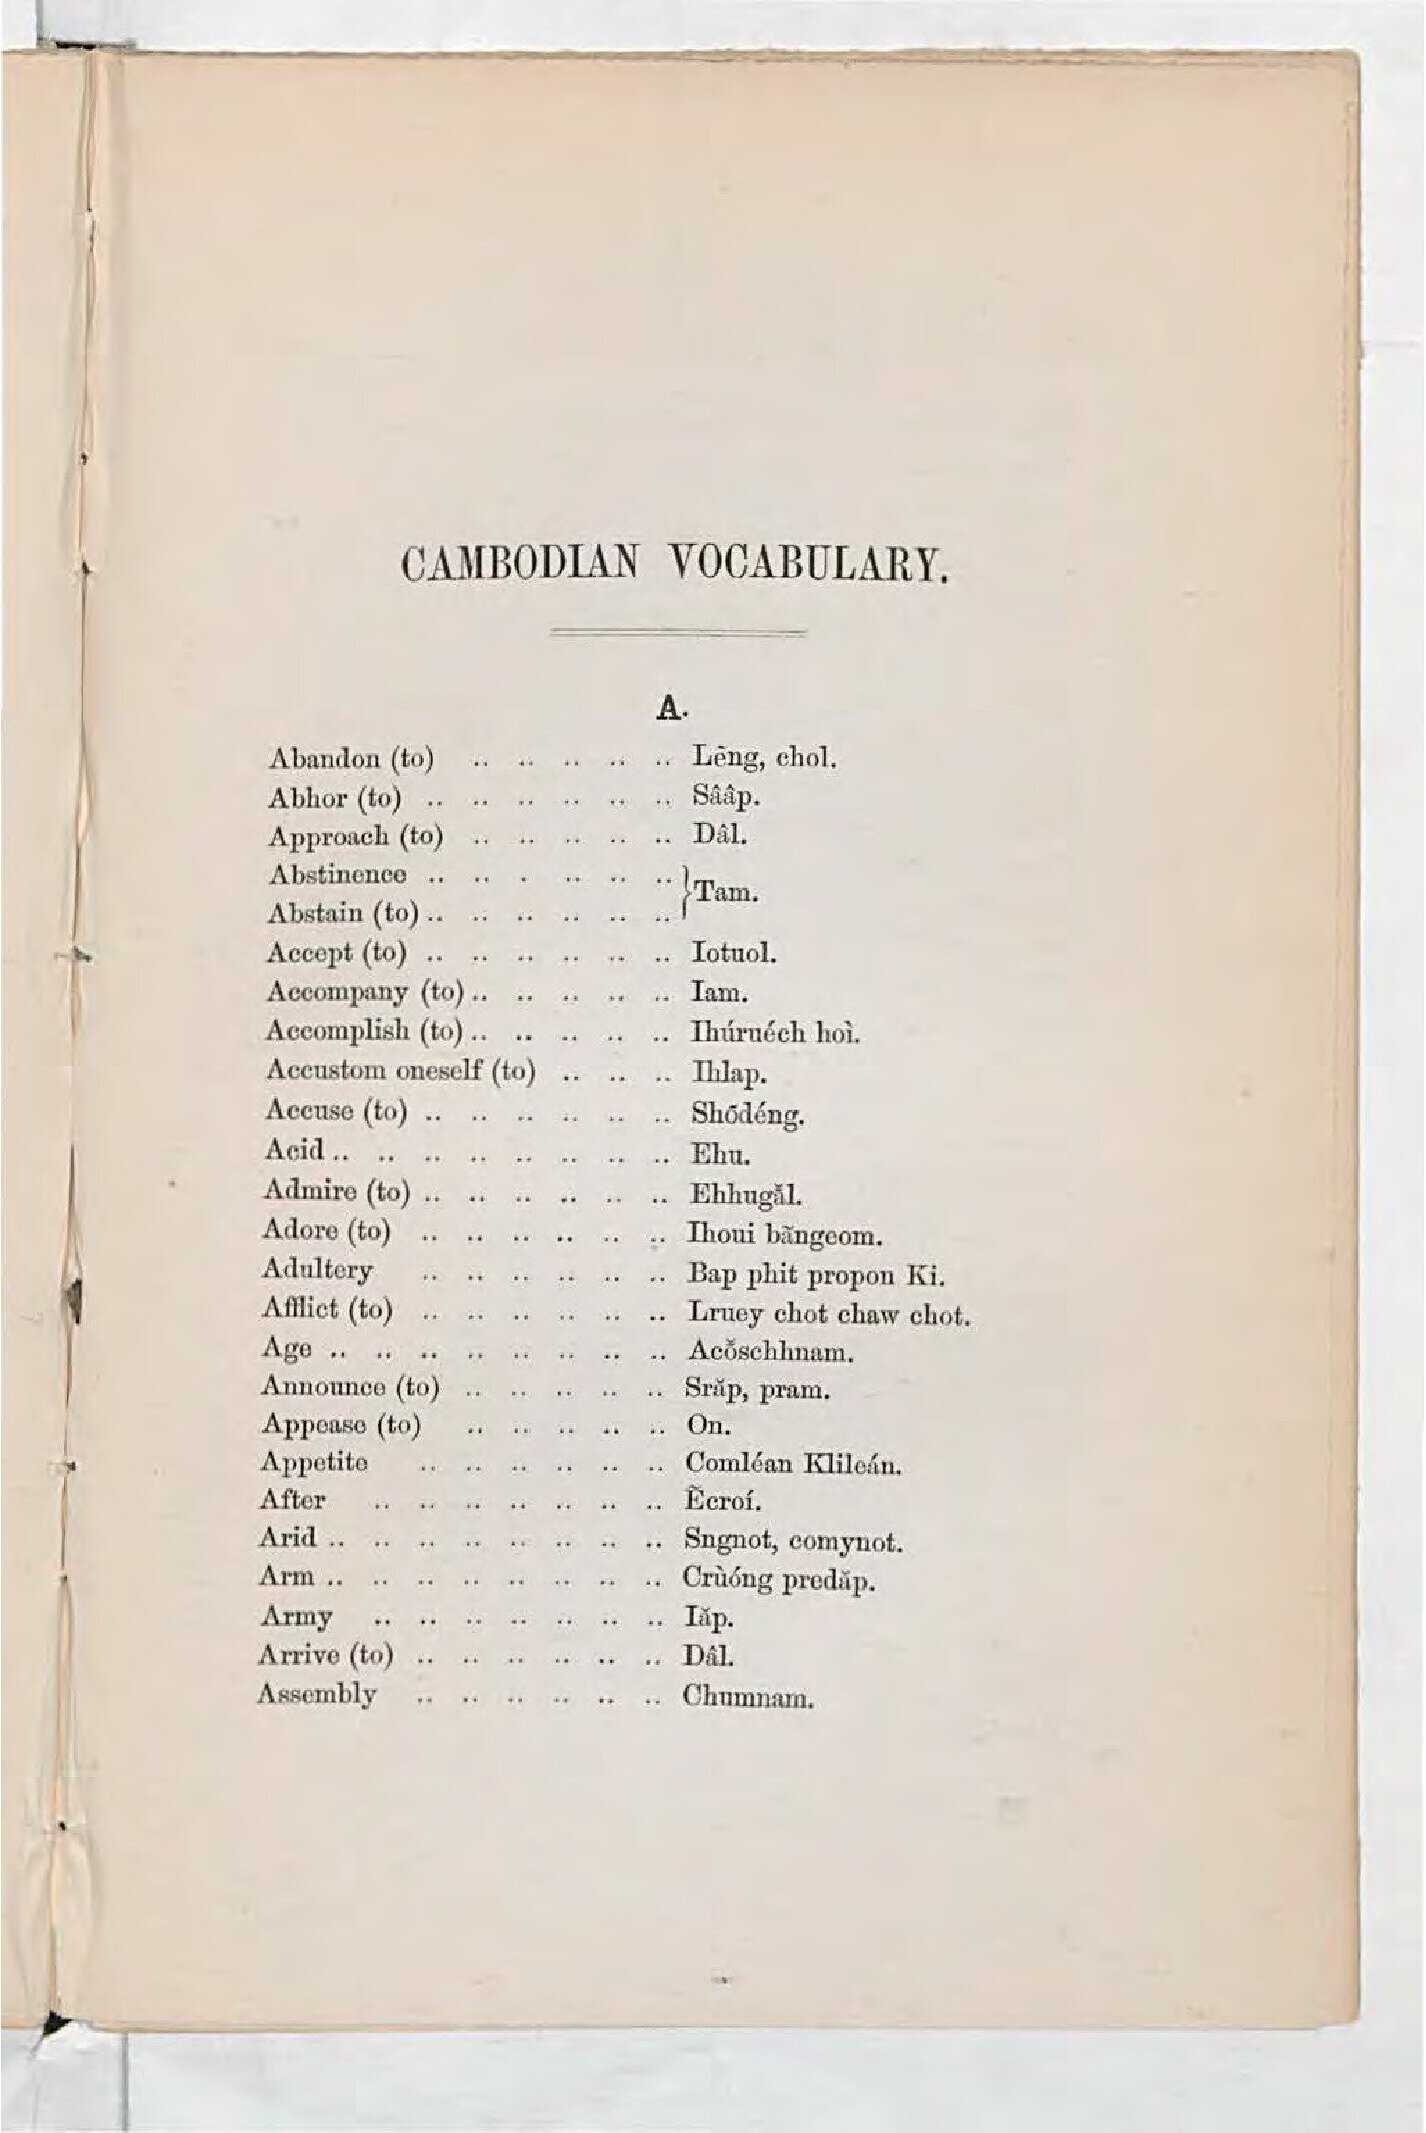 CAMBODIAN VOCABULARY.
A.
Abandon (to) .. .. .. .. .. Lēng, chol.
Abhor (to) .. .. .. .. .. .. Sââp.
Approach (to) .. .. .. .. .. Dâl.
Abstinence .. .. . .. .. .. }Tam.
Abstain (to) .. .. .. .. .. ..
Accept (to) .. .. .. .. .. .. Iotuol.
Accompany (to) .. .. .. .. .. Iam.
Accomplish (to) .. .. .. .. .. Ihúruéch hoì.
Accustom oneself (to) .. .. .. Ihlap.
Accuse (to) .. .. .. .. .. .. Shōdéng.
Acid .. .. .. .. .. .. .. .. Ehu.
Admire (to) .. .. .. .. .. .. Ehhugăl.
Adore (to) .. .. .. .. .. .. Ihoui băngeom.
Adultery .. .. .. .. .. .. Bap phit propon Ki.
Afflict (to) .. .. .. .. .. .. Lruey chot chaw chot.
Age .. .. .. .. .. .. .. .. Acŏschhnam.
Announce (to) .. .. .. .. .. Srăp, pram.
Appease (to) .. .. .. .. .. On.
Appetite .. .. .. .. .. .. Comléan Klileán.
After .. .. .. .. .. .. .. Ĕcroí.
Arid .. .. .. .. .. .. .. .. Sngnot, comynot.
Arm .. .. .. .. .. .. .. .. Crùóng predăp.
Army .. .. .. .. .. .. .. Iăp.
Arrive (to) .. .. .. .. .. .. Dâl.
Assembly .. .. .. .. .. .. Chumnam.